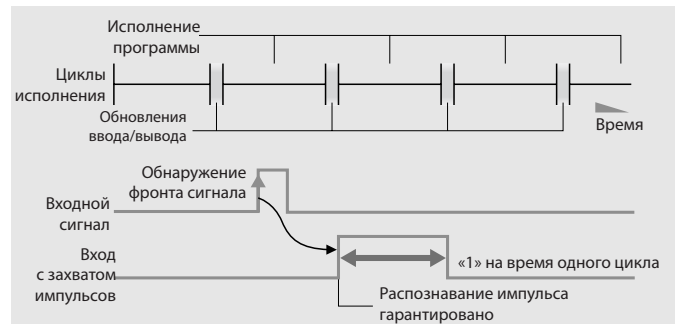 Исполнение
программы
Циклы
исполнения
Обновления
ввода/вывода
Время
Обнаружение
фронта сигнала
Входной
сигнал
Вход
с захватом
импульсов
«1» на время одного цикла
Распознавание импульса
гарантировано